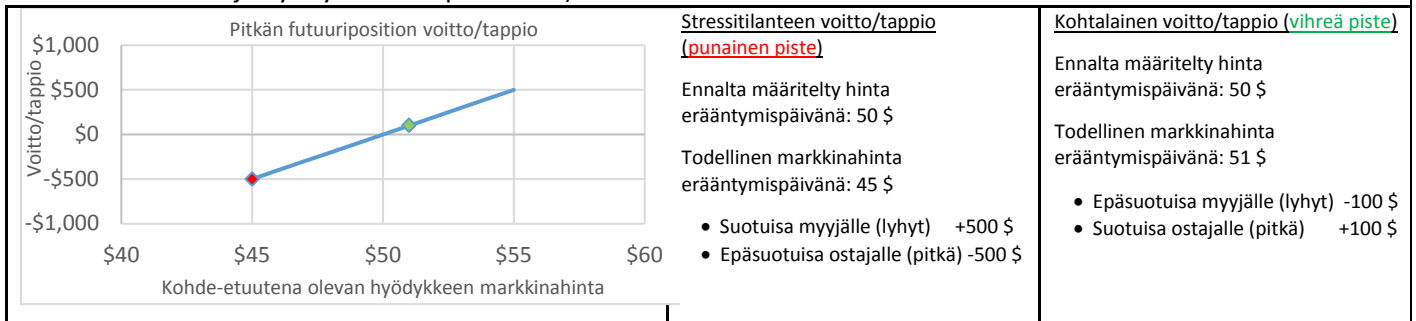 Pitkän futuuriposition voitto/tappio
Voitto/tappio
$1,000
$500
$0
-$500
-$1,000
$40 $45 $50 $55 $60
Kohde-etuutena olevan hyödykkeen markkinahinta
Stressitilanteen voitto/tappio
(punainen piste)
Ennalta määritelty hinta
erääntymispäivänä: 50 $
Todellinen markkinahinta
erääntymispäivänä: 45 $
• Suotuisa myyjälle (lyhyt) +500 $
• Epäsuotuisa ostajalle (pitkä) -500 $
Kohtalainen voitto/tappio (vihreä piste)
Ennalta määritelty hinta
erääntymispäivänä: 50 $
Todellinen markkinahinta
erääntymispäivänä: 51 $
• Epäsuotuisa myyjälle (lyhyt) -100 $
• Suotuisa ostajalle (pitkä) +100 $